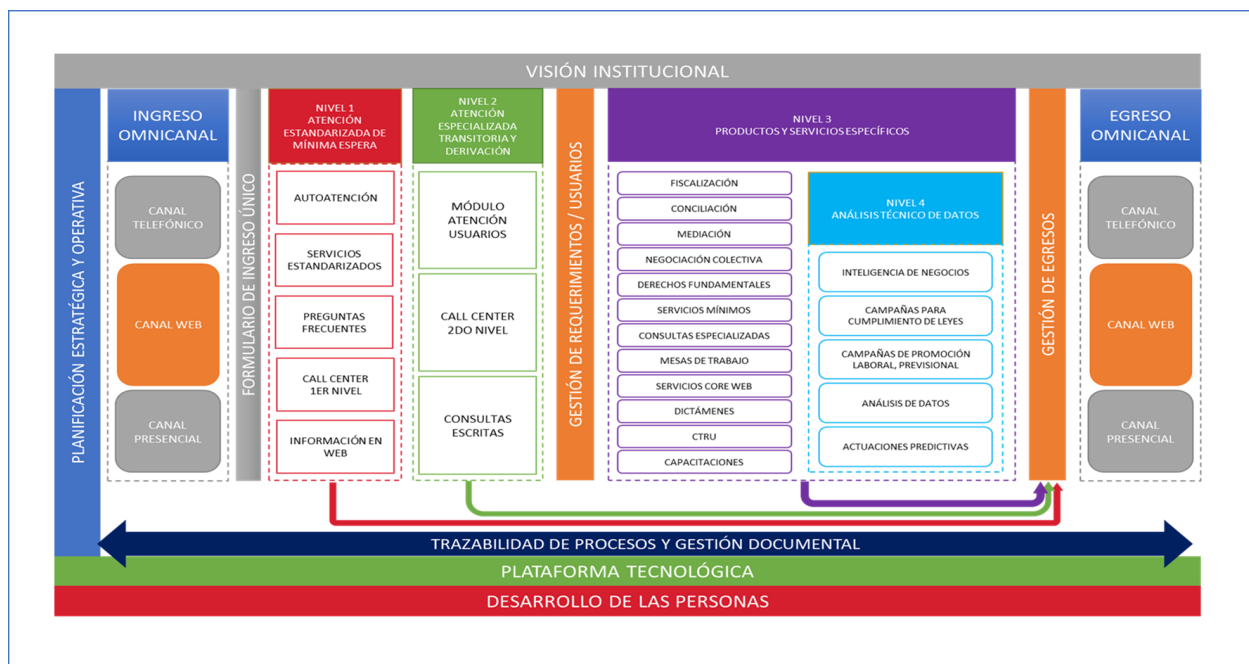 VISIÓN INSTITUCIONAL
PLANIFICACIÓN ESTRATÉGICA Y OPERATIVA
INGRESO
OMNICANAL
CANAL
TELEFÓNICO
CANAL WEB
CANAL
PRESENCIAL
FORMULARIO DE INGRESO ÚNICO
NIVEL 1
ATENCIÓN
ESTANDARIZADA DE
MÍNIMA ESPERA
AUTOATENCIÓN
SERVICIOS
ESTANDARIZADOS
PREGUNTAS
FRECUENTES
CALL CENTER
1ER NIVEL
INFORMACIÓN EN
WEB
NIVEL 2
ATENCIÓN
ESPECIALIZADA
TRANSITORIA Y
DERIVACIÓN
MÓDULO
ATENCIÓN
USUARIOS
CALL CENTER
2DO NIVEL
CONSULTAS
ESCRITAS
GESTIÓN DE REQUERIMIENTOS / USUARIOS
NIVEL 3
PRODUCTOS Y SERVICIOS ESPECÍFICOS
FISCALIZACIÓN
CONCILIACIÓN
MEDIACIÓN
NEGOCIACIÓN COLECTIVA
DERECHOS FUNDAMENTALES
SERVICIOS MÍNIMOS
CONSULTAS ESPECIALIZADAS
MESAS DE TRABAJO
SERVICIOS CORE WEB
DICTÁMENES
CTRU
CAPACITACIONES
NIVEL 4
ANÁLISIS TÉCNICO DE DATOS
INTELIGENCIA DE NEGOCIOS
CAMPAÑAS PARA
CUMPLIMIENTO DE LEYES
CAMPAÑAS DE PROMOCIÓN
LABORAL, PREVISIONAL
ANÁLISIS DE DATOS
ACTUACIONES PREDICTIVAS
GESTIÓN DE EGRESOS
EGRESO
OMNICANAL
CANAL
TELEFÓNICO
CANAL WEB
CANAL
PRESENCIAL
TRAZABILIDAD DE PROCESOS Y GESTIÓN DOCUMENTAL
PLATAFORMA TECNOLÓGICA
DESARROLLO DE LAS PERSONAS